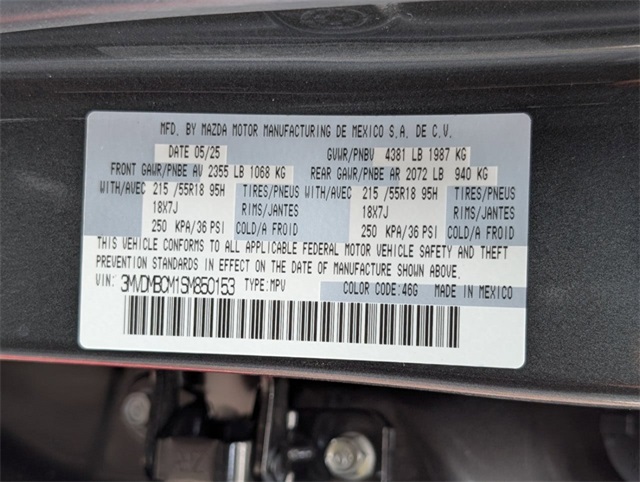 MFD. BY MAZDA MOTOR MANUFACTURING DE MEXICO S.A. DE C.V.
DATE 05/25 GVWR/PNBV 4381 LB 1987 KG
FRONT GAWR/PNBE AV 2355 LB 1068 KG REAR GAWR/PNBE AR 2072 LB 940 KG
WITH/AVEC 215 /55R18 95H TIRES/PNEUS WITH/AVEC 215 /55R18 95H TIRES/PNEUS
18X7J RIMS/JANTES 18X7J RIMS/JANTES
250 KPA/36 PSI COLD/A FROID 250 KPA/36 PSI COLD/A FROID
THIS VEHICLE CONFORMS TO ALL APPLICABLE FEDERAL MOTOR VEHICLE SAFETY AND THEFT
PREVENTION STANDARDS IN EFFECT ON THE DATE OF MANUFACTURE SHOWN ABOVE.
VIN: 3MVDMBCM1SM850153 TYPE:MPV COLOR CODE:46G MADE IN MEXICO